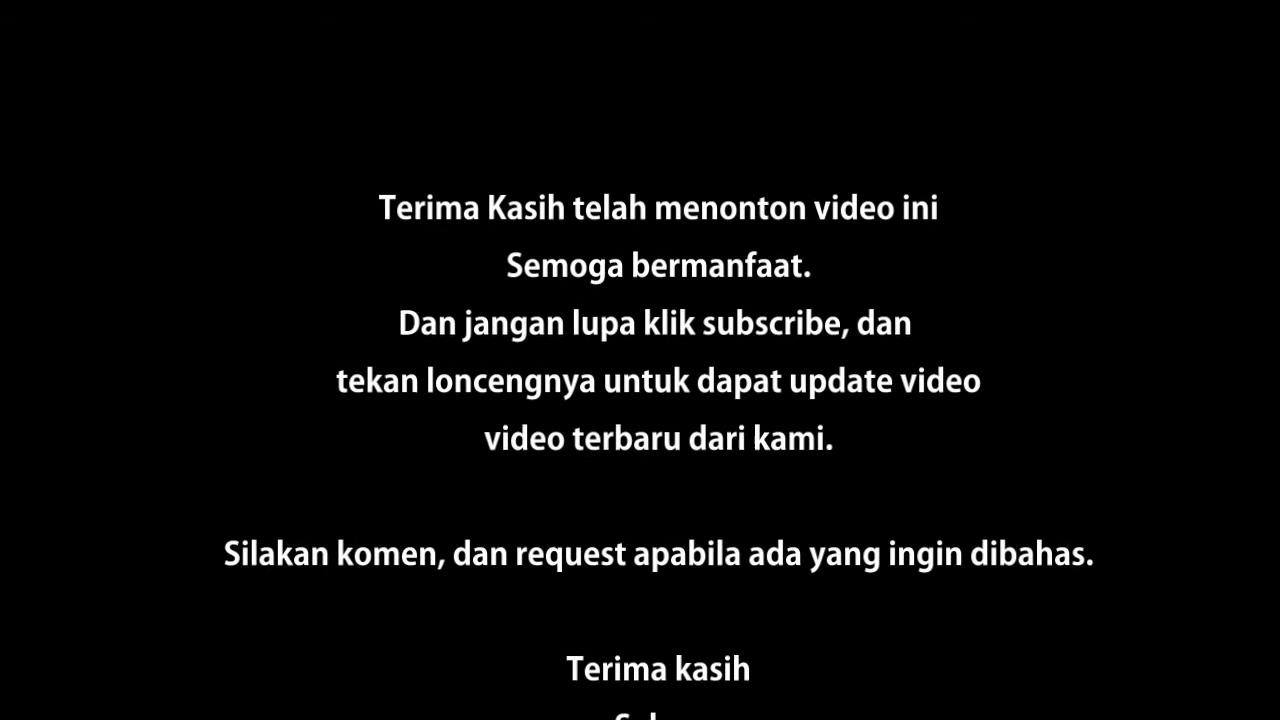 Terima Kasih telah menonton video ini
Semoga bermanfaat.
Dan jangan lupa klik subscribe, dan
tekan loncengnya untuk dapat update video
video terbaru dari kami.
Silakan komen, dan request apabila ada yang ingin dibahas.
Terima kasih